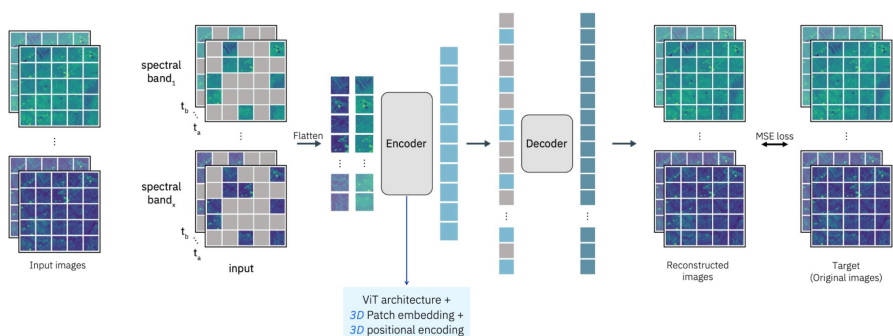 Input images
spectral
band1
tb
ta
spectral
bandx
tb
ta
input
Flatten
Encoder
ViT architecture +
3D Patch embedding +
3D positional encoding
Decoder
Reconstructed
images
MSE loss
Target
(Original images)